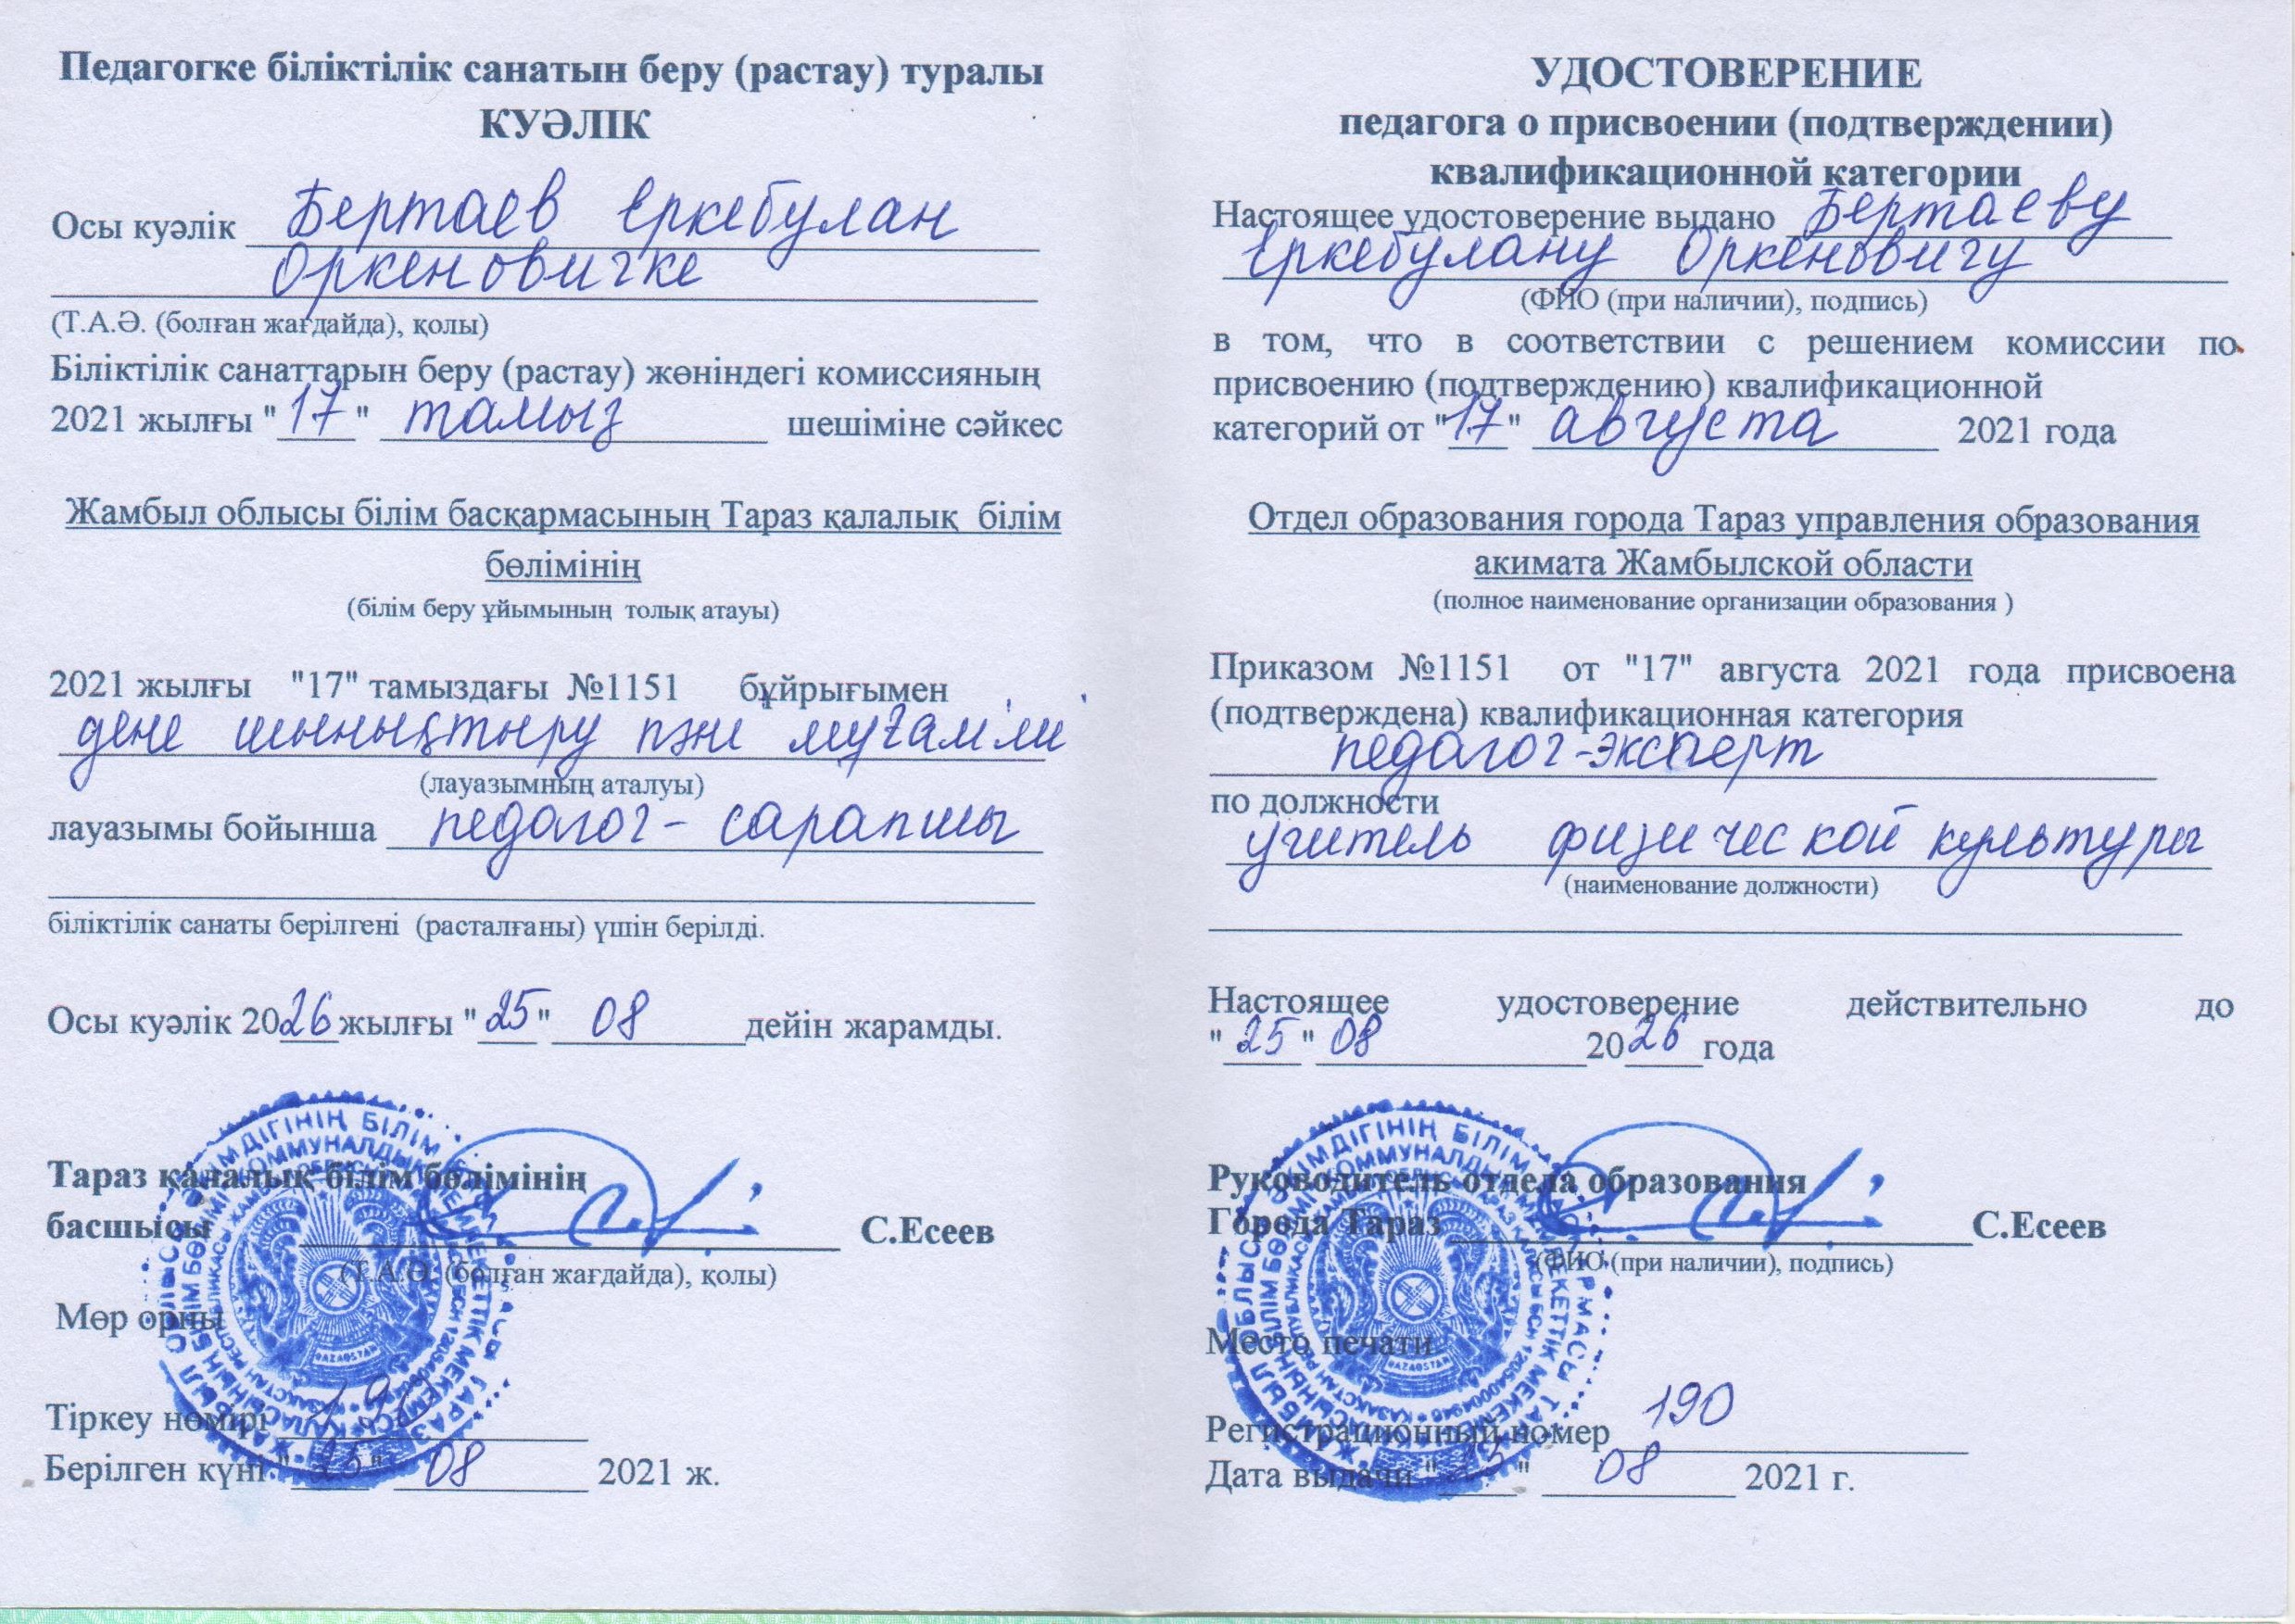 Педагогке біліктілік санатын беру (растау) туралы
КУӘЛІК
Осы куәлік Бертаев Еркебулан
Оркеновичке
(Т.А.Ә. (болған жағдайда), қолы)
Біліктілік санаттарын беру (растау) жөніндегі комиссияның
2021 жылғы "17" тамыз шешіміне сәйкес
Жамбыл облысы білім басқармасының Тараз қалалық білім
бөлімінің
(білім беру ұйымының толық атауы)
2021 жылғы "17" тамыздағы №1151 бұйрығымен
дене шынықтыру пәні мұғалімі
(лауазымның аталуы)
лауазымы бойынша педагог - сарапшы
біліктілік санаты берілгені (расталғаны) үшін берілді.
Осы куәлік 2026 жылғы "25" 08 дейін жарамды.
Тараз қалалық білім бөлімінің
басшысы С.Есеев
(Т.А.Ә. (болған жағдайда), қолы)
Мөр орны
Тіркеу нөмірі 190
Берілген күні "25" 08 2021 ж.
УДОСТОВЕРЕНИЕ
педагога о присвоении (подтверждении)
квалификационной категории
Настоящее удостоверение выдано Бертаеву
Еркебулану Оркеновичу
(ФИО (при наличии), подпись)
в том, что в соответствии с решением комиссии по
присвоению (подтверждению) квалификационной
категорий от "17" августа 2021 года
Отдел образования города Тараз управления образования
акимата Жамбылской области
(полное наименование организации образования )
Приказом №1151 от "17" августа 2021 года присвоена
(подтверждена) квалификационная категория
педагог-эксперт
по должности
учитель физической культуры
(наименование должности)
Настоящее удостоверение действительно до
"25" 08 2026 года
Руководитель отдела образования
Города Тараз С.Есеев
(ФИО (при наличии), подпись)
Место печати
Регистрационный номер 190
Дата выдачи "25" 08 2021 г.